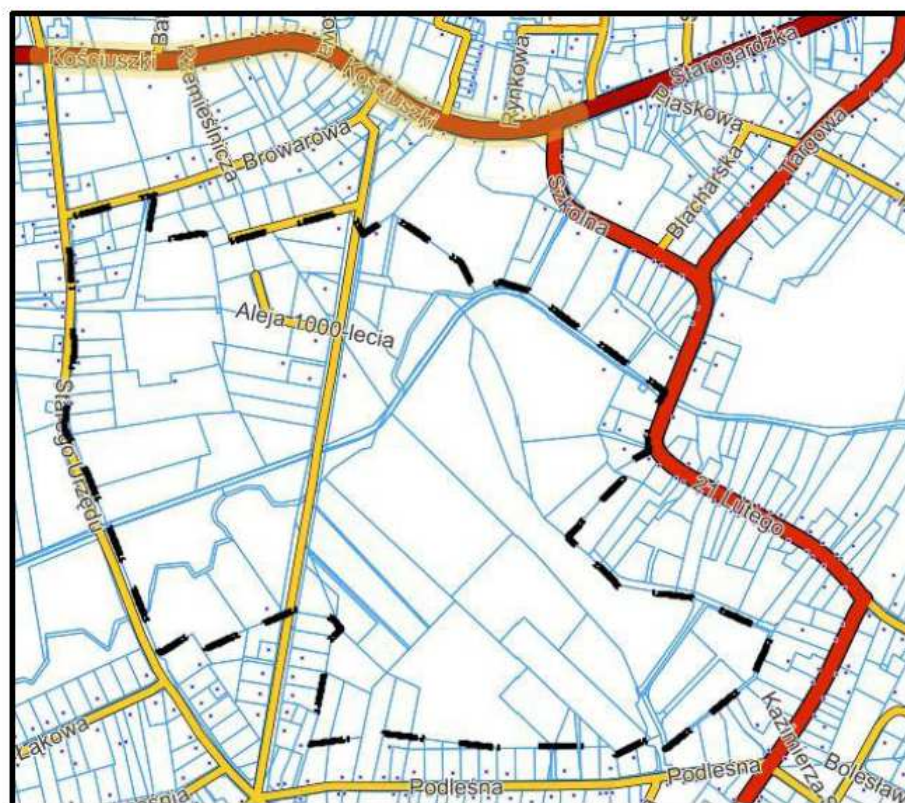 Kościuszki
Kościuszki
Starogardzka
Rynkowa
Piaskowa
Targowa
Rzemieślnicza
Browarowa
Blacharska
Szkolna
Aleja 1000-lecia
Starego Urzędu
21 Lutego
Łąkowa
Kazimierza
Podleśna
Podleśna